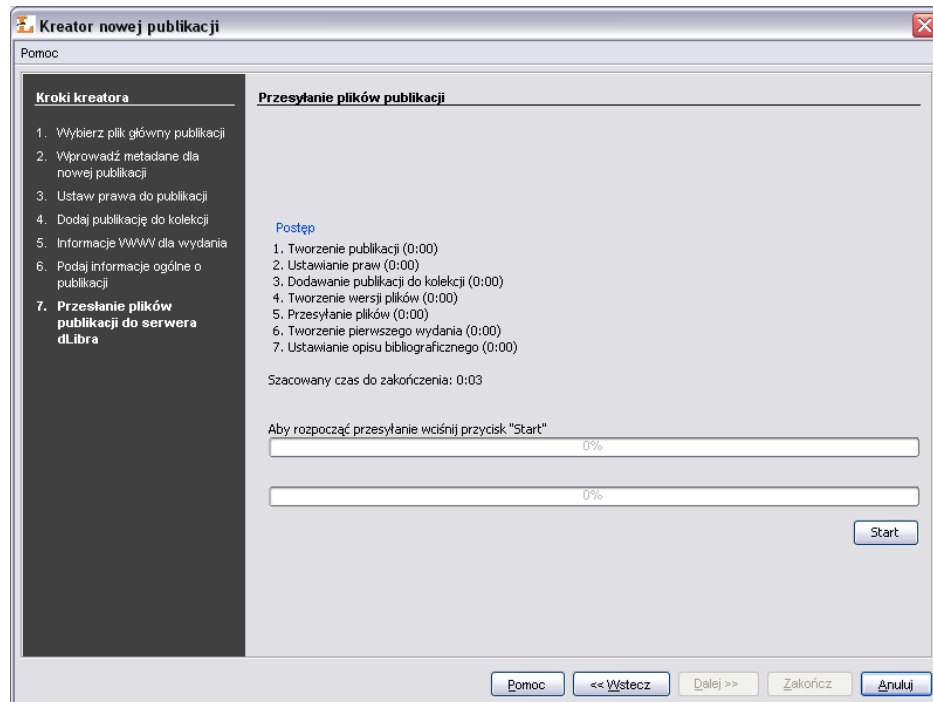 Kreator nowej publikacji
Pomoc
Kroki kreatora
1. Wybierz plik główny publikacji
2. Wprowadź metadane dla
nowej publikacji
3. Ustaw prawa do publikacji
4. Dodaj publikację do kolekcji
5. Informacje WWW dla wydania
6. Podaj informacje ogólne o
publikacji
7. Przesłanie plików
publikacji do serwera
dLibra
Przesyłanie plików publikacji
Postęp
1. Tworzenie publikacji (0:00)
2. Ustawianie praw (0:00)
3. Dodawanie publikacji do kolekcji (0:00)
4. Tworzenie wersji plików (0:00)
5. Przesyłanie plików (0:00)
6. Tworzenie pierwszego wydania (0:00)
7. Ustawianie opisu bibliograficznego (0:00)
Szacowany czas do zakończenia: 0:03
Aby rozpocząć przesyłanie wciśnij przycisk "Start"
0%
0%
Start
Pomoc << Wstecz Dalej >> Zakończ Anuluj